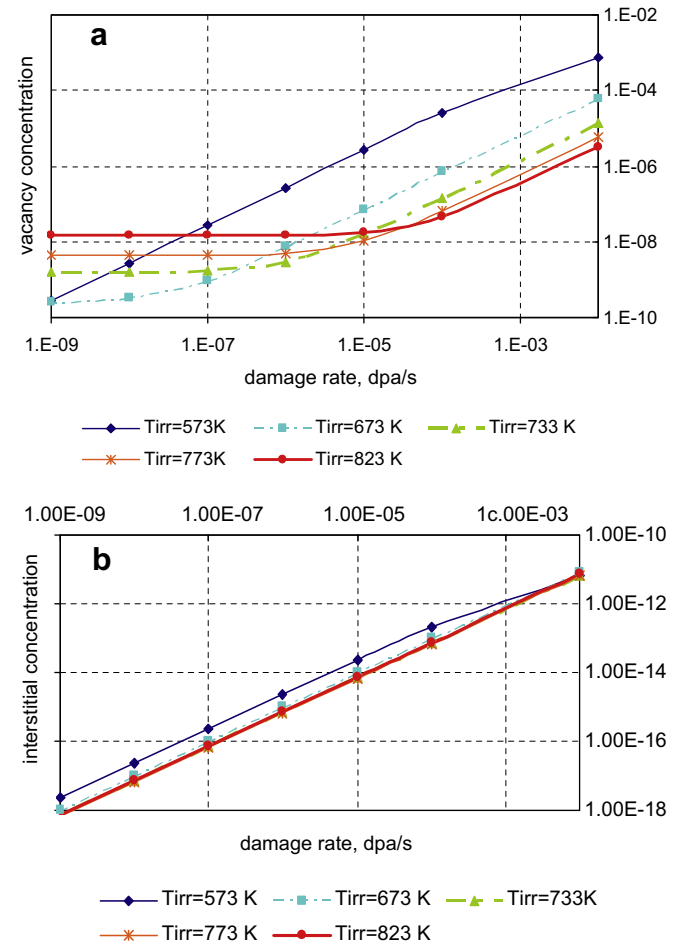 a
1.E-02
1.E-04
1.E-06
1.E-08
1.E-10
vacancy concentration
1.E-09 1.E-07 1.E-05 1.E-03
damage rate, dpa/s
Tirr=573K Tirr=673 K Tirr=733 K
Tirr=773K Tirr=823 K
1.00E-09 1.00E-07 1.00E-05 1c.00E-03
b
1.00E-10
1.00E-12
1.00E-14
1.00E-16
1.00E-18
interstitial concentration
damage rate, dpa/s
Tirr=573 K Tirr=673 K Tirr=733K
Tirr=773 K Tirr=823 K